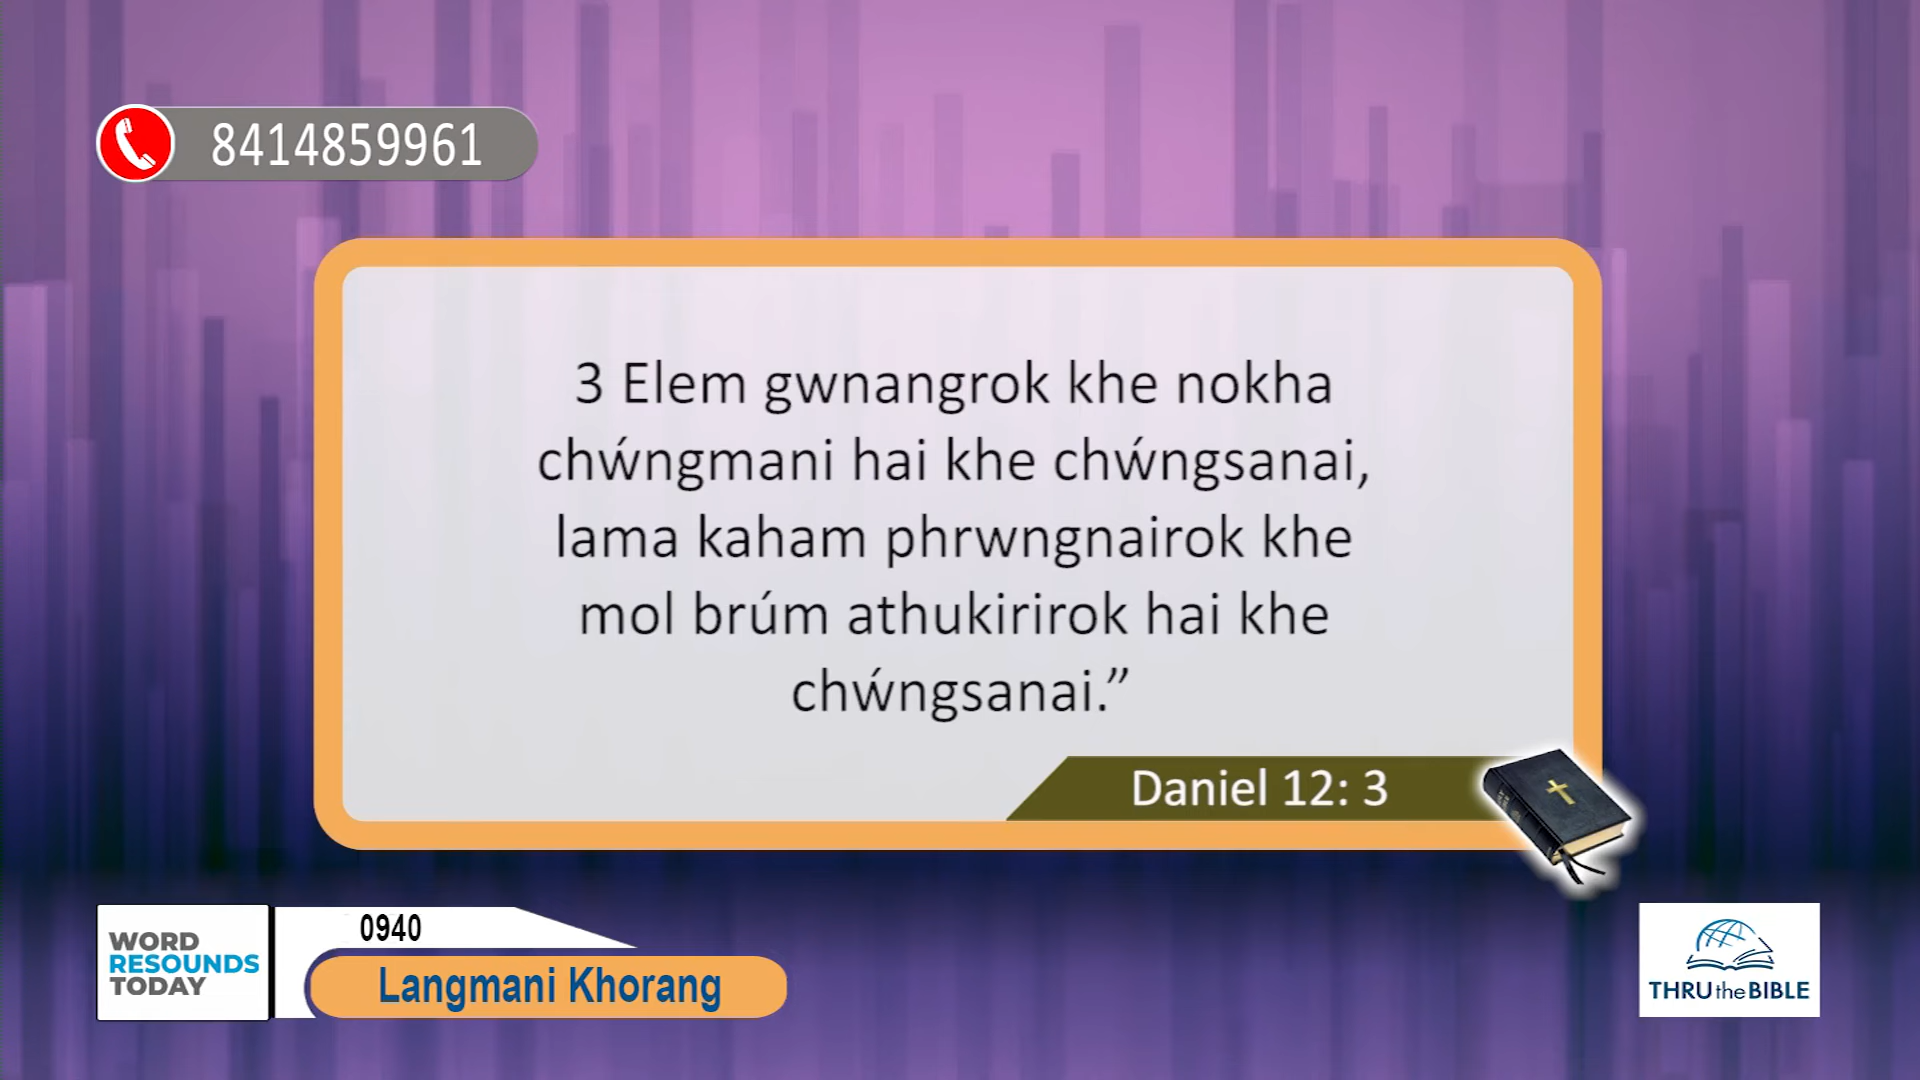 8414859961
3 Elem gwnangrok khe nokha
chẃngmani hai khe chẃngsanai,
lama kaham phrwngnairok khe
mol brúm athukirirok hai khe
chẃngsanai.”
Daniel 12: 3
WORD
RESOUNDS
TODAY
0940
Langmani Khorang
THRU the BIBLE